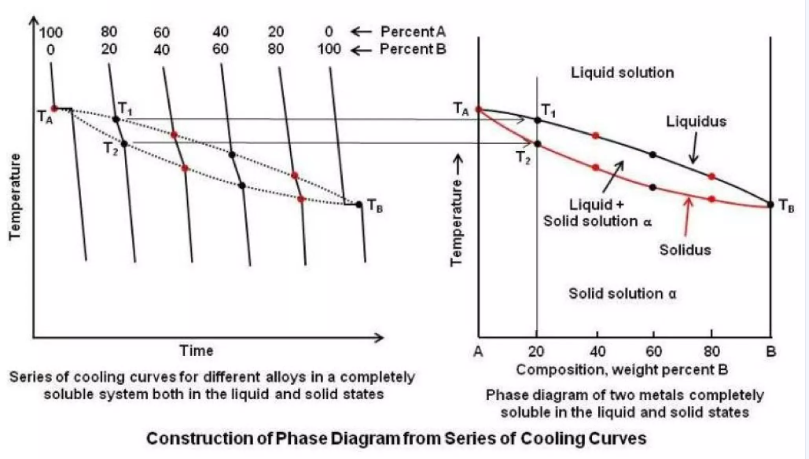 100 80 60 40 20 0 ← Percent A
0 20 40 60 80 100 ← Percent B
T_A
T₁
T₂
T_B
Temperature
Time
Series of cooling curves for different alloys in a completely
soluble system both in the liquid and solid states
Liquid solution
T_A
T₁
Liquidus
T₂
Temperature →
Liquid +
Solid solution α
T_B
Solidus
Solid solution α
A 20 40 60 80 B
Composition, weight percent B
Phase diagram of two metals completely
soluble in the liquid and solid states
Construction of Phase Diagram from Series of Cooling Curves